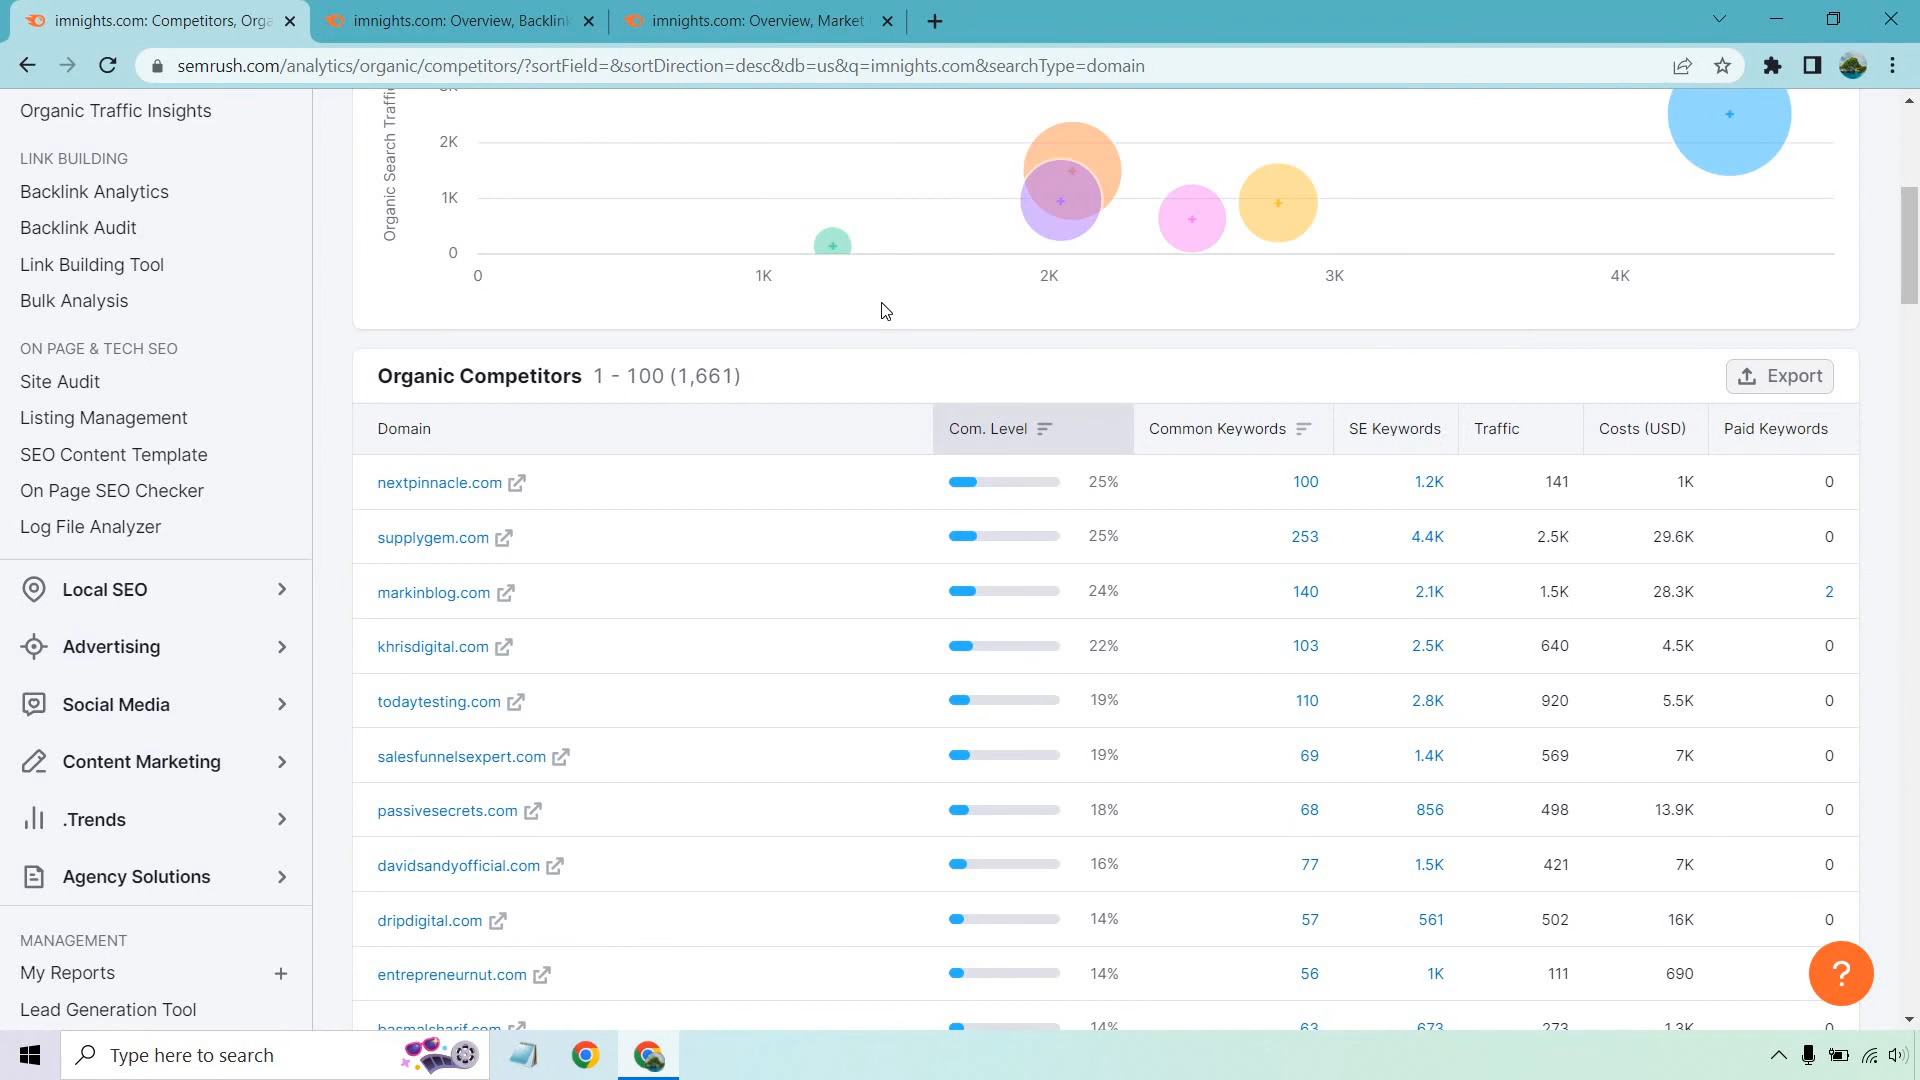 imnights.com: Competitors, Orga
imnights.com: Overview, Backlink
imnights.com: Overview, Market
semrush.com/analytics/organic/competitors/?sortField=&sortDirection=desc&db=us&q=imnights.com&searchType=domain
Organic Traffic Insights
LINK BUILDING
Backlink Analytics
Backlink Audit
Link Building Tool
Bulk Analysis
ON PAGE & TECH SEO
Site Audit
Listing Management
SEO Content Template
On Page SEO Checker
Log File Analyzer
Local SEO
Advertising
Social Media
Content Marketing
.Trends
Agency Solutions
MANAGEMENT
My Reports +
Lead Generation Tool
Organic Search Traffic
2K
1K
0
0 1K 2K 3K 4K
Organic Competitors 1 - 100 (1,661)
Export
Domain Com. Level Common Keywords SE Keywords Traffic Costs (USD) Paid Keywords
nextpinnacle.com 25% 100 1.2K 141 1K 0
supplygem.com 25% 253 4.4K 2.5K 29.6K 0
markinblog.com 24% 140 2.1K 1.5K 28.3K 2
khrisdigital.com 22% 103 2.5K 640 4.5K 0
todaytesting.com 19% 110 2.8K 920 5.5K 0
salesfunnelsexpert.com 19% 69 1.4K 569 7K 0
passivesecrets.com 18% 68 856 498 13.9K 0
davidsandyofficial.com 16% 77 1.5K 421 7K 0
dripdigital.com 14% 57 561 502 16K 0
entrepreneurnut.com 14% 56 1K 111 690
basmalsharif.com 14% 63 673 273 1.3K 0
?
Type here to search